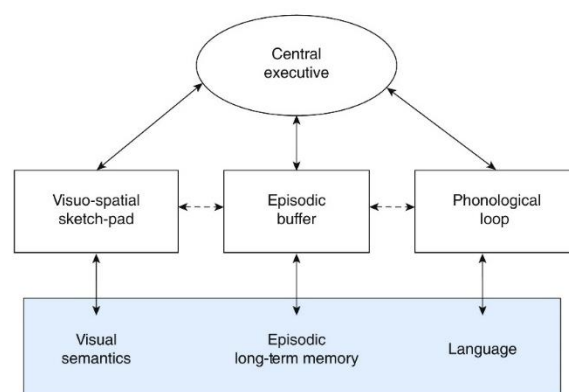 Central
executive
Visuo-spatial
sketch-pad
Episodic
buffer
Phonological
loop
Visual
semantics
Episodic
long-term memory
Language